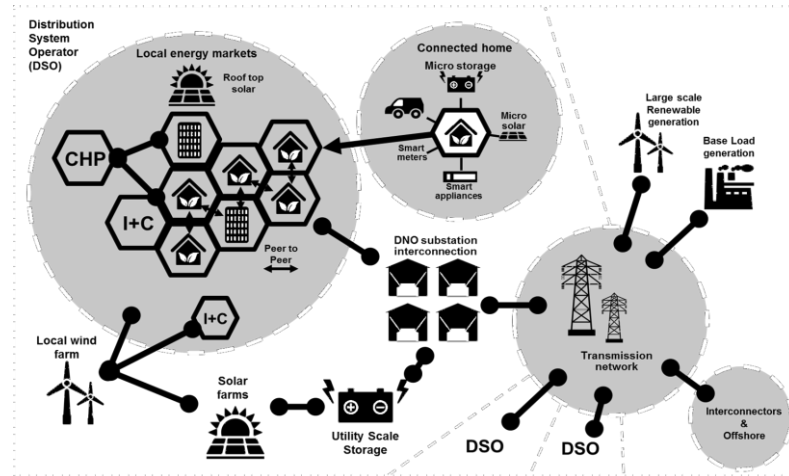 Distribution
System
Operator
(DSO)
Local energy markets
Roof top
solar
CHP
I+C
Peer to
Peer
I+C
Connected home
Micro storage
Micro
solar
Smart
meters
Smart
appliances
Large scale
Renewable
generation
Base Load
generation
DNO substation
interconnection
Transmission
network
Local wind
farm
Solar
farms
Utility Scale
Storage
DSO
DSO
Interconnectors
&
Offshore